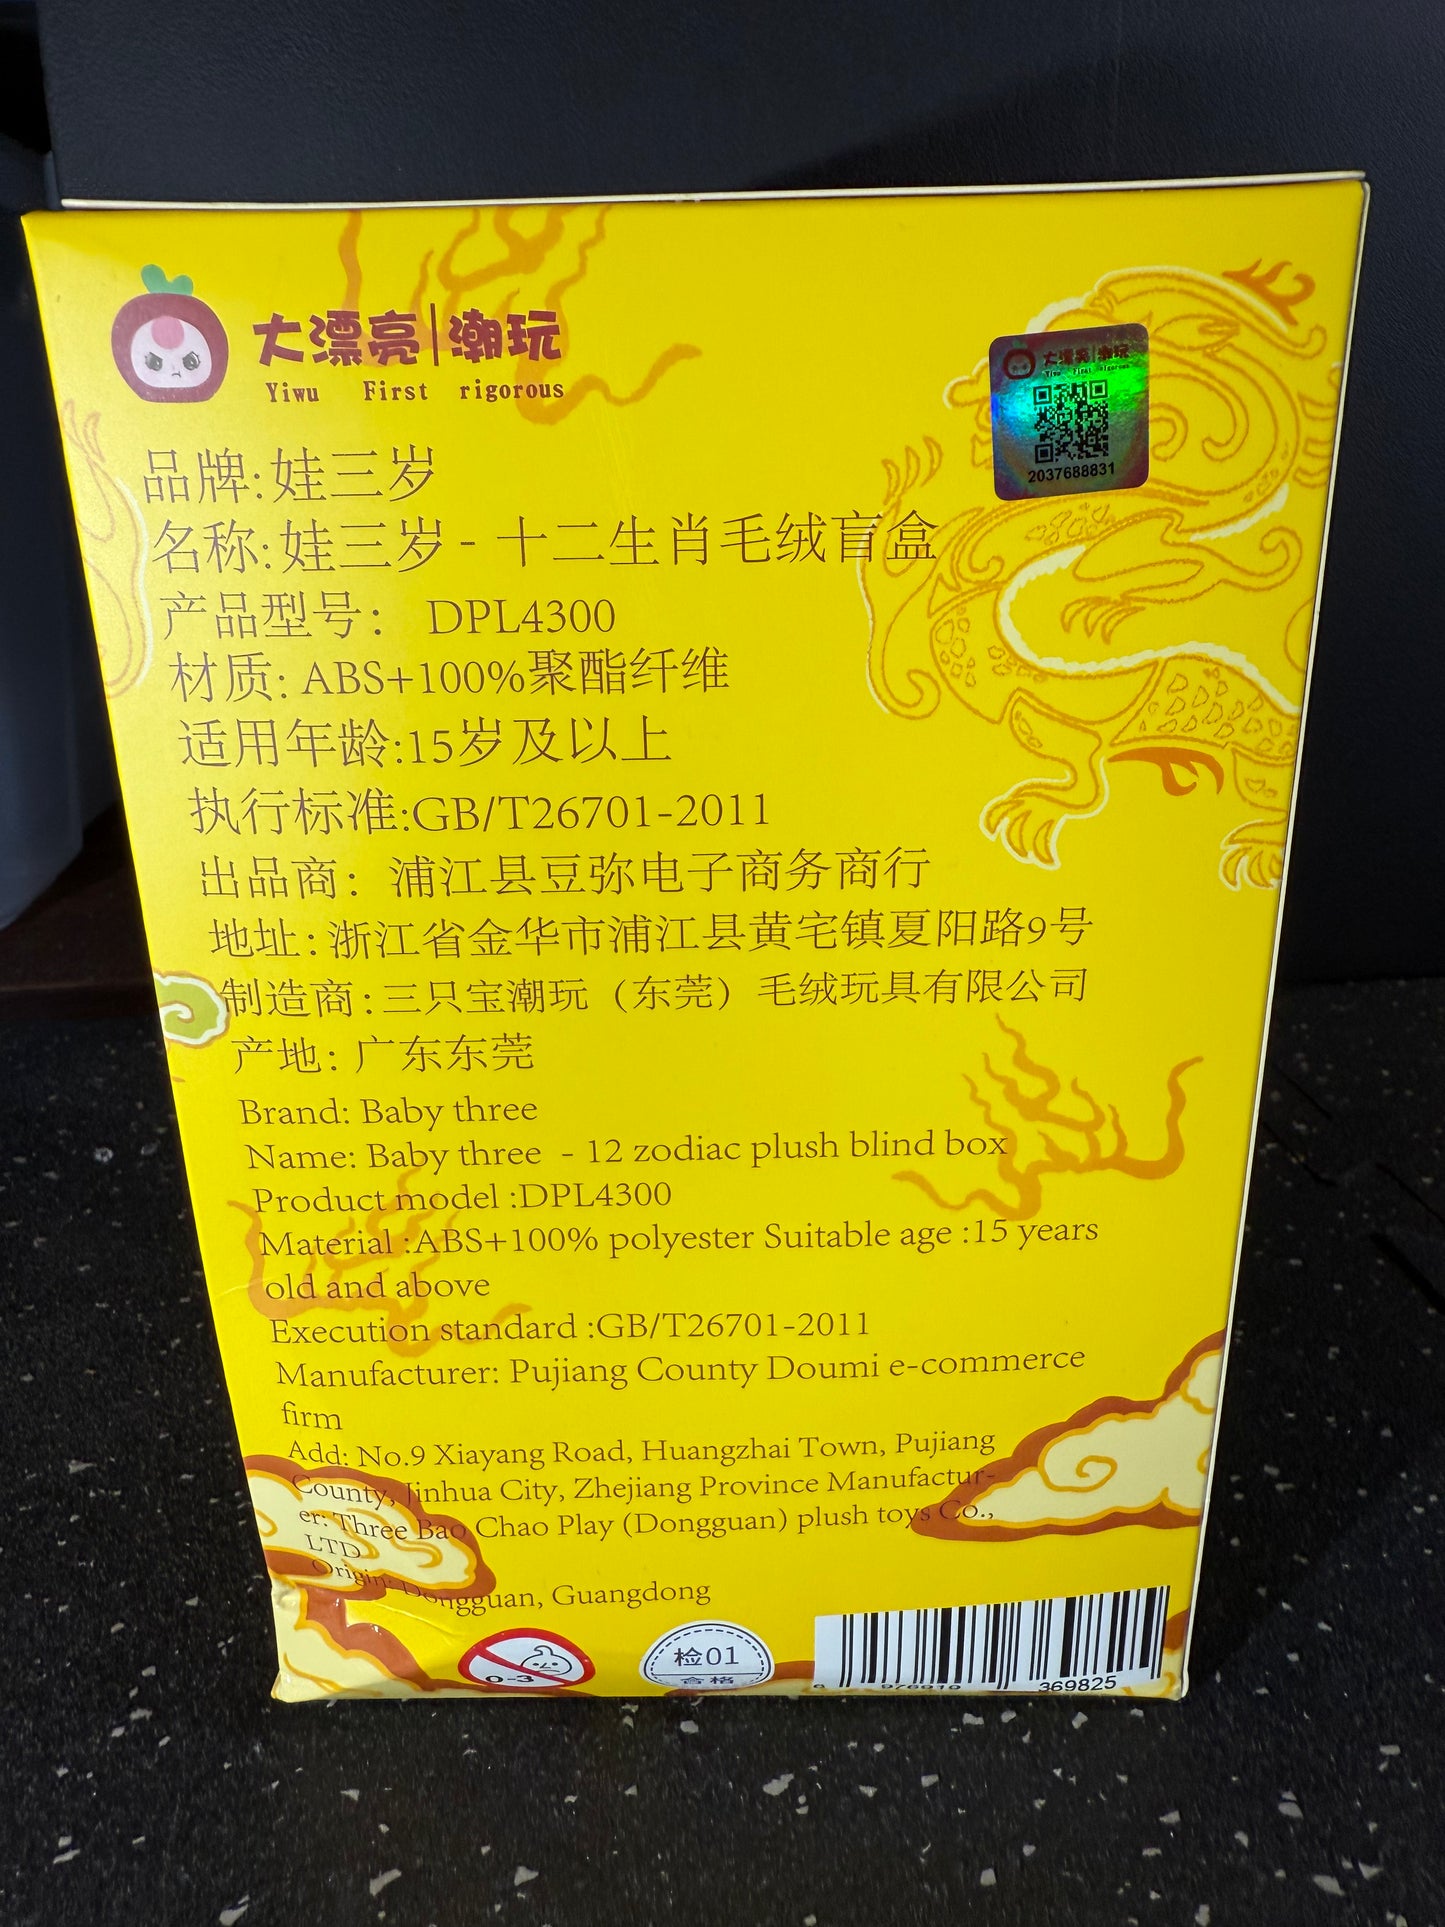 大漂亮|潮玩
Yiwu First rigorous
大漂亮|潮玩
Yiwu First rigorous
2037688831
品牌:娃三岁
名称:娃三岁-十二生肖毛绒盲盒
产品型号: DPL4300
材质: ABS+100%聚酯纤维
适用年龄:15岁及以上
执行标准:GB/T26701-2011
出品商: 浦江县豆弥电子商务商行
地址:浙江省金华市浦江县黄宅镇夏阳路9号
制造商:三只宝潮玩（东莞）毛绒玩具有限公司
产地: 广东东莞
Brand: Baby three
Name: Baby three - 12 zodiac plush blind box
Product model :DPL4300
Material :ABS+100% polyester Suitable age :15 years
old and above
Execution standard :GB/T26701-2011
Manufacturer: Pujiang County Doumi e-commerce
firm
Add: No.9 Xiayang Road, Huangzhai Town, Pujiang
County, Jinhua City, Zhejiang Province Manufactur-
er: Three Bao Chao Play (Dongguan) plush toys Co.,
LTD
Origin: Dongguan, Guangdong
0-3
检01
合格
369825